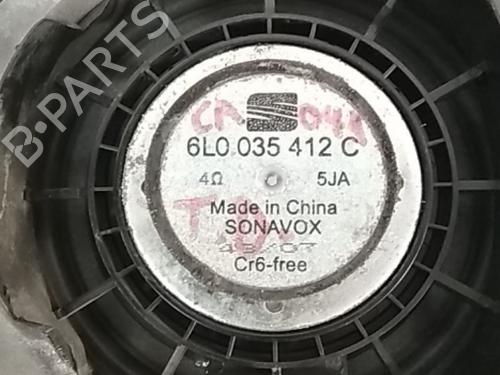 B-PARTS
6L0 035 412 C
4Ω 5JA
Made in China
SONAVOX
Cr6-free